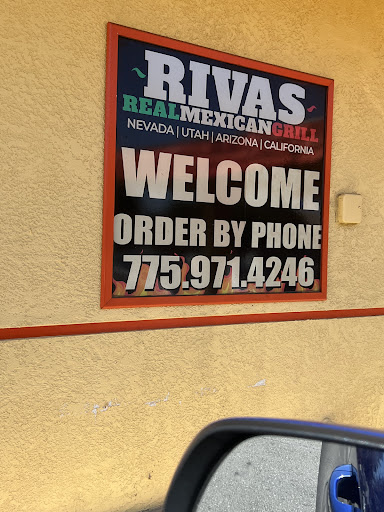 RIVAS
REAL MEXICAN GRILL
NEVADA | UTAH | ARIZONA | CALIFORNIA
WELCOME
ORDER BY PHONE
775.971.4246